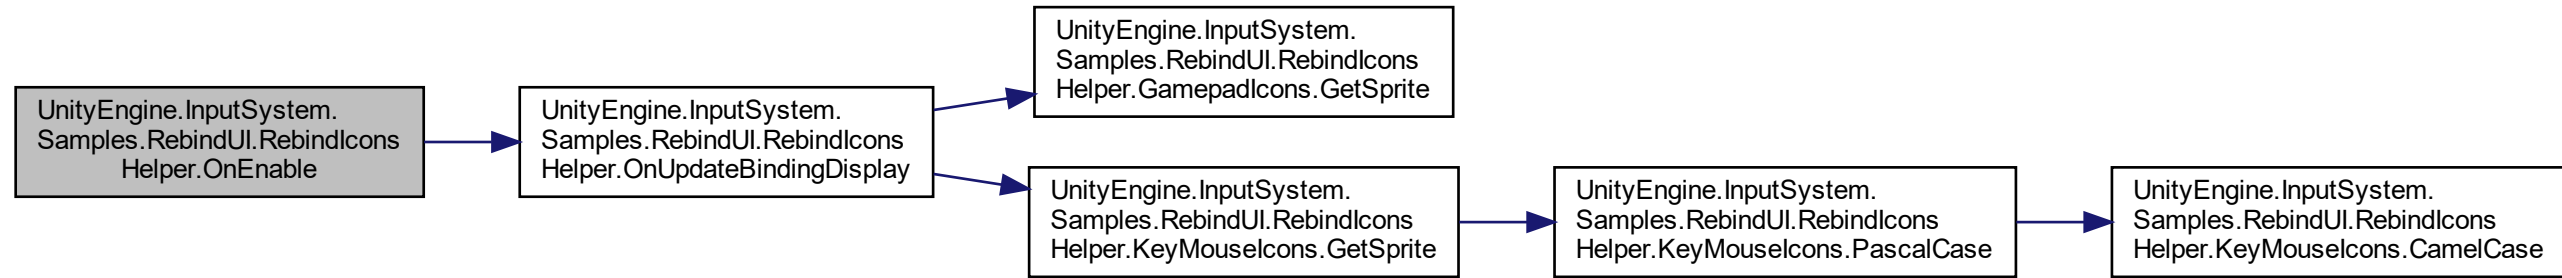 UnityEngine.InputSystem.
Samples.RebindUI.RebindIcons
Helper.OnEnable
UnityEngine.InputSystem.
Samples.RebindUI.RebindIcons
Helper.OnUpdateBindingDisplay
UnityEngine.InputSystem.
Samples.RebindUI.RebindIcons
Helper.GamepadIcons.GetSprite
UnityEngine.InputSystem.
Samples.RebindUI.RebindIcons
Helper.KeyMouseIcons.GetSprite
UnityEngine.InputSystem.
Samples.RebindUI.RebindIcons
Helper.KeyMouseIcons.PascalCase
UnityEngine.InputSystem.
Samples.RebindUI.RebindIcons
Helper.KeyMouseIcons.CamelCase